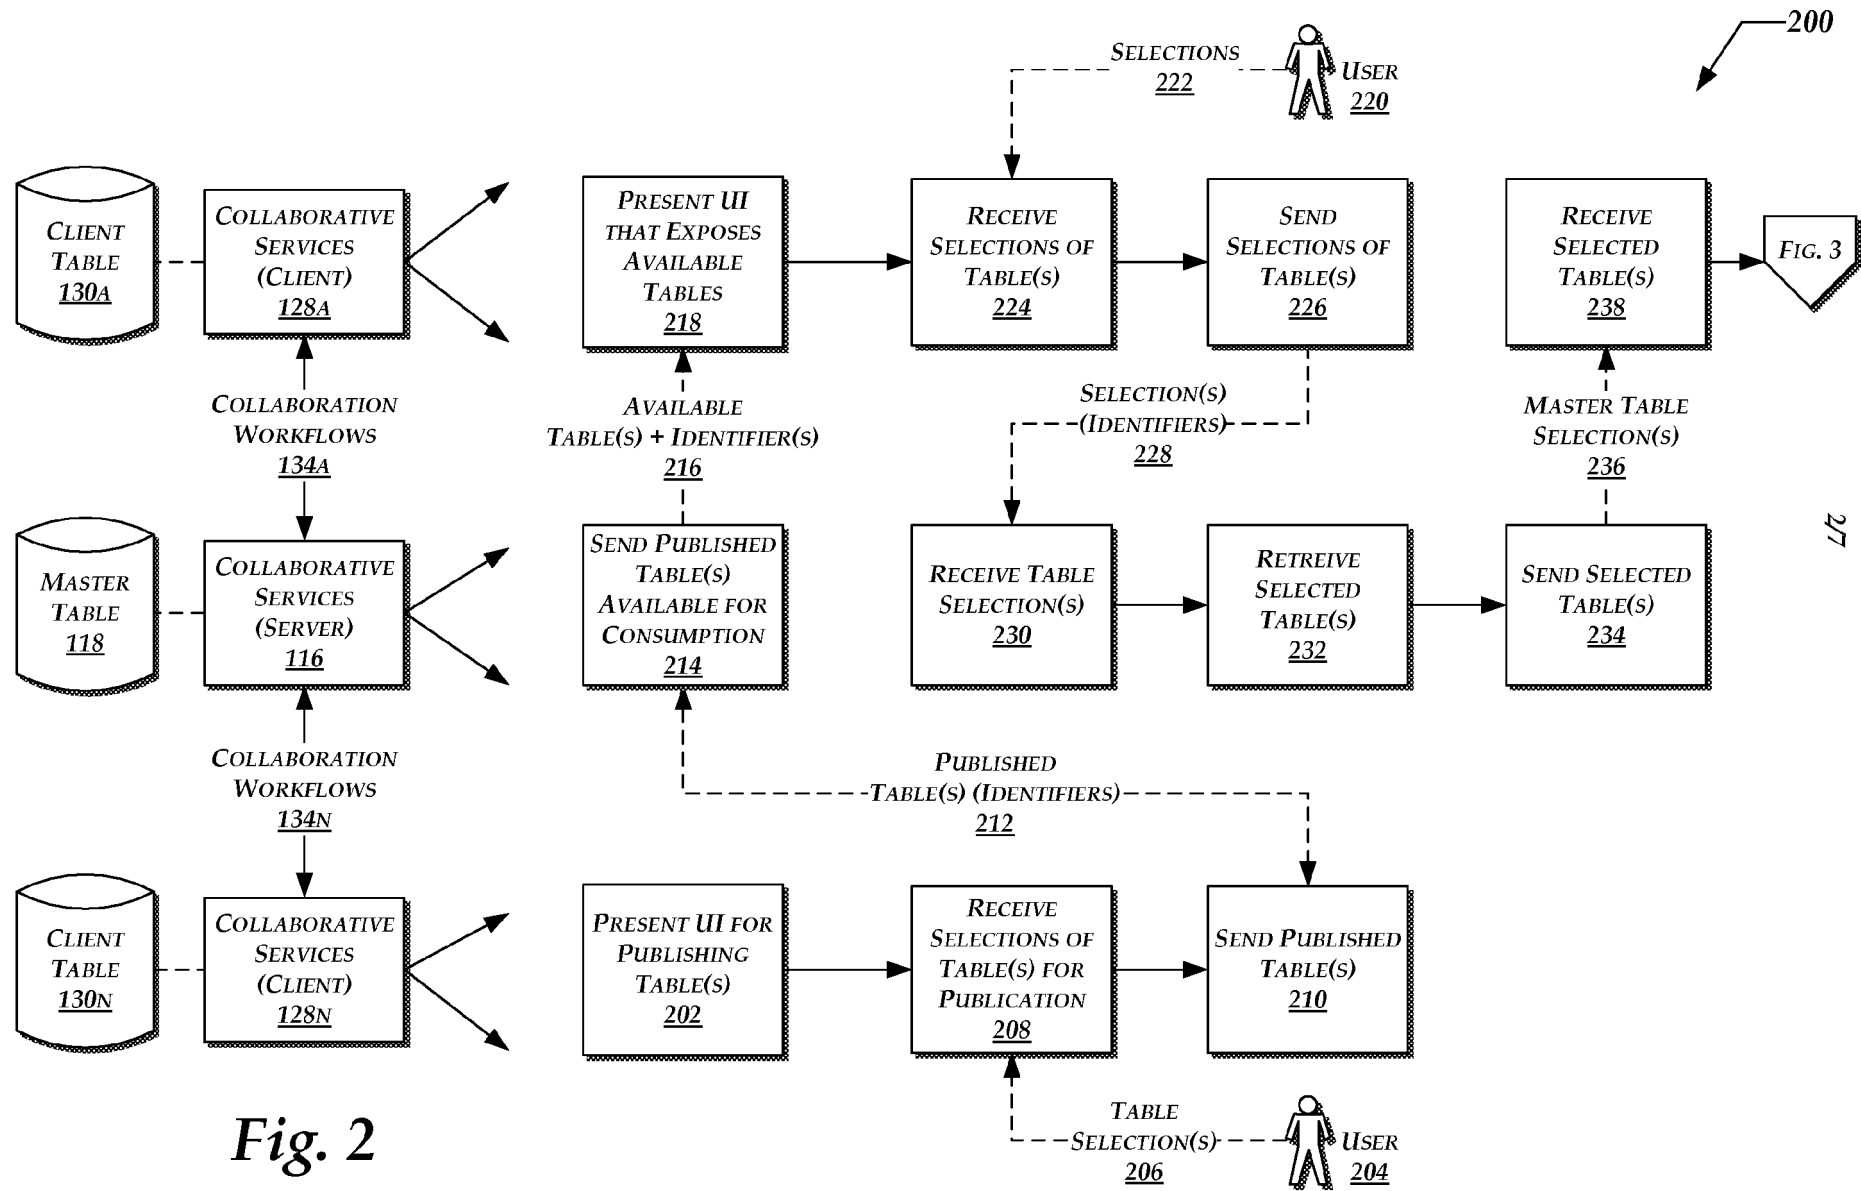 200
SELECTIONS
222
USER
220
CLIENT
TABLE
130A
COLLABORATIVE
SERVICES
(CLIENT)
128A
PRESENT UI
THAT EXPOSES
AVAILABLE
TABLES
218
RECEIVE
SELECTIONS OF
TABLE(S)
224
SEND
SELECTIONS OF
TABLE(S)
226
RECEIVE
SELECTED
TABLE(S)
238
FIG. 3
COLLABORATION
WORKFLOWS
134A
AVAILABLE
TABLE(S) + IDENTIFIER(S)
216
SELECTION(S)
(IDENTIFIERS)
228
MASTER TABLE
SELECTION(S)
236
MASTER
TABLE
118
COLLABORATIVE
SERVICES
(SERVER)
116
SEND PUBLISHED
TABLE(S)
AVAILABLE FOR
CONSUMPTION
214
RECEIVE TABLE
SELECTION(S)
230
RETREIVE
SELECTED
TABLE(S)
232
SEND SELECTED
TABLE(S)
234
2/7
COLLABORATION
WORKFLOWS
134N
PUBLISHED
TABLE(S) (IDENTIFIERS)
212
CLIENT
TABLE
130N
COLLABORATIVE
SERVICES
(CLIENT)
128N
PRESENT UI FOR
PUBLISHING
TABLE(S)
202
RECEIVE
SELECTIONS OF
TABLE(S) FOR
PUBLICATION
208
SEND PUBLISHED
TABLE(S)
210
TABLE
SELECTION(S)
206
USER
204
Fig. 2